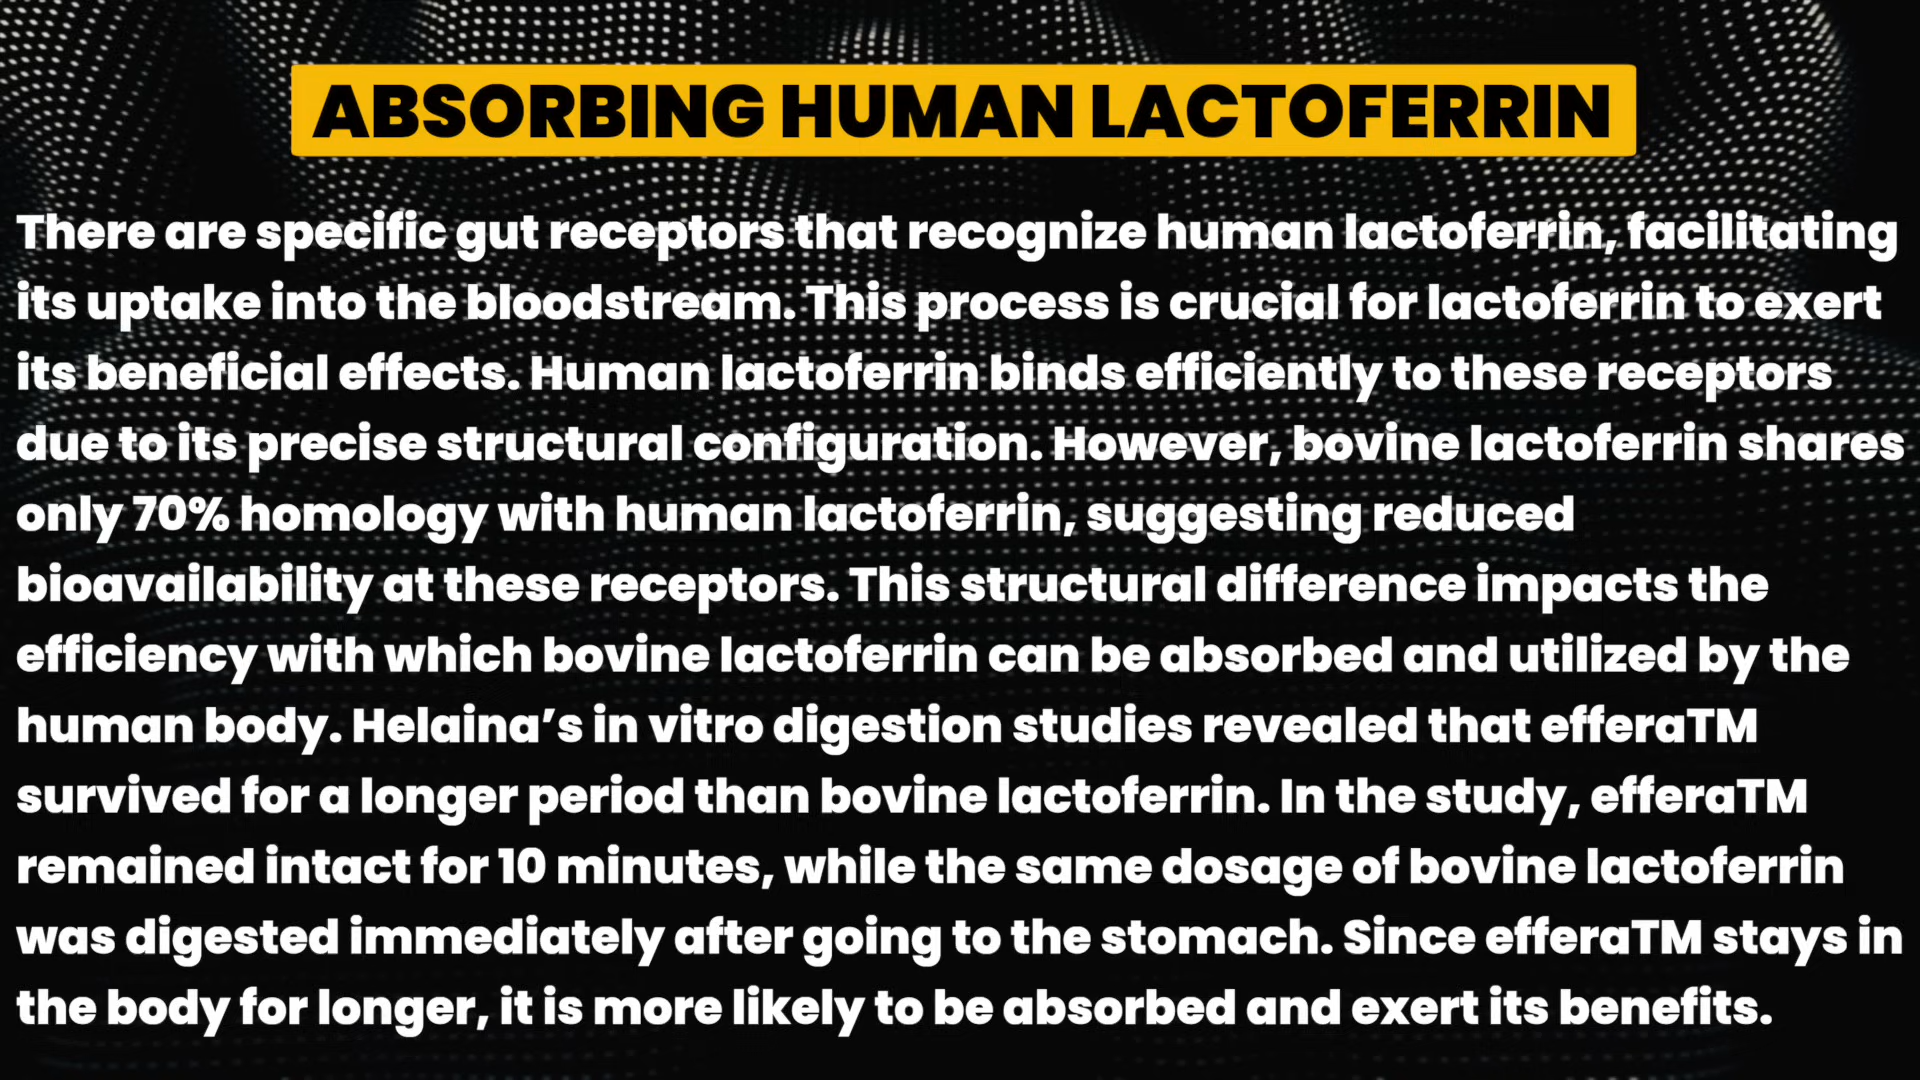 ABSORBING HUMAN LACTOFERRIN
There are specific gut receptors that recognize human lactoferrin, facilitating
its uptake into the bloodstream. This process is crucial for lactoferrin to exert
its beneficial effects. Human lactoferrin binds efficiently to these receptors
due to its precise structural configuration. However, bovine lactoferrin shares
only 70% homology with human lactoferrin, suggesting reduced
bioavailability at these receptors. This structural difference impacts the
efficiency with which bovine lactoferrin can be absorbed and utilized by the
human body. Helaina’s in vitro digestion studies revealed that efferaTM
survived for a longer period than bovine lactoferrin. In the study, efferaTM
remained intact for 10 minutes, while the same dosage of bovine lactoferrin
was digested immediately after going to the stomach. Since efferaTM stays in
the body for longer, it is more likely to be absorbed and exert its benefits.